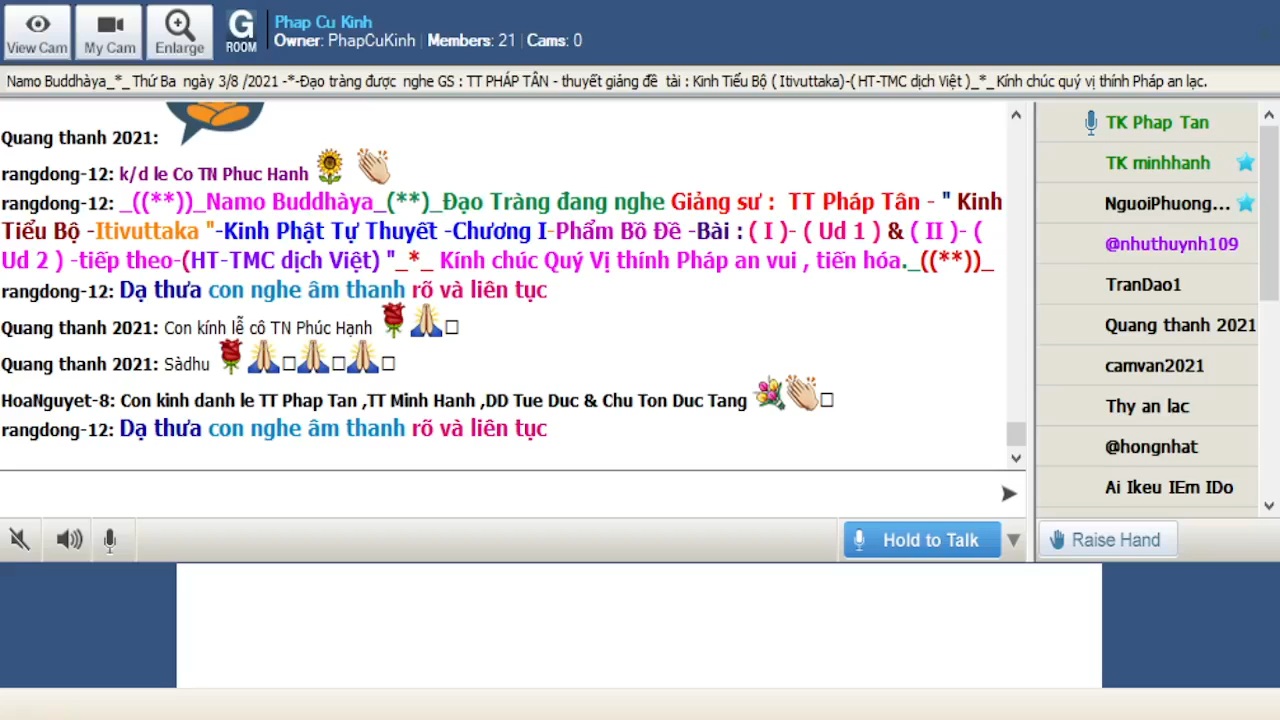 View Cam
My Cam
Enlarge
G
ROOM
Phap Cu Kinh
Owner: PhapCuKinh | Members: 21 | Cams: 0
Namo Buddhàya_*_Thứ Ba ngày 3/8 /2021 -*-Đạo tràng được nghe GS : TT PHÁP TÂN - thuyết giảng đề tài : Kinh Tiểu Bộ ( Itivuttaka)-( HT-TMC dịch Việt )_*_Kính chúc quý vị thính Pháp an lạc.
Quang thanh 2021:
rangdong-12: k/d le Co TN Phuc Hanh
rangdong-12: _((**))_Namo Buddhàya_(**)_Đạo Tràng đang nghe Giảng sư : TT Pháp Tân - " Kinh
Tiểu Bộ -Itivuttaka "-Kinh Phật Tự Thuyết -Chương I-Phẩm Bồ Đề -Bài : ( I )- ( Ud 1 ) & ( II )- (
Ud 2 ) -tiếp theo-(HT-TMC dịch Việt) "_*_ Kính chúc Quý Vị thính Pháp an vui , tiến hóa._((**))_
rangdong-12: Dạ thưa con nghe âm thanh rõ và liên tục
Quang thanh 2021: Con kính lễ cô TN Phúc Hạnh
Quang thanh 2021: Sàdhu
HoaNguyet-8: Con kinh danh le TT Phap Tan ,TT Minh Hanh ,DD Tue Duc & Chu Ton Duc Tang
rangdong-12: Dạ thưa con nghe âm thanh rõ và liên tục
TK Phap Tan
TK minhhanh
NguoiPhuong...
@nhuthuynh109
TranDao1
Quang thanh 2021
camvan2021
Thy an lac
@hongnhat
Ai Ikeu IEm IDo
Hold to Talk
Raise Hand